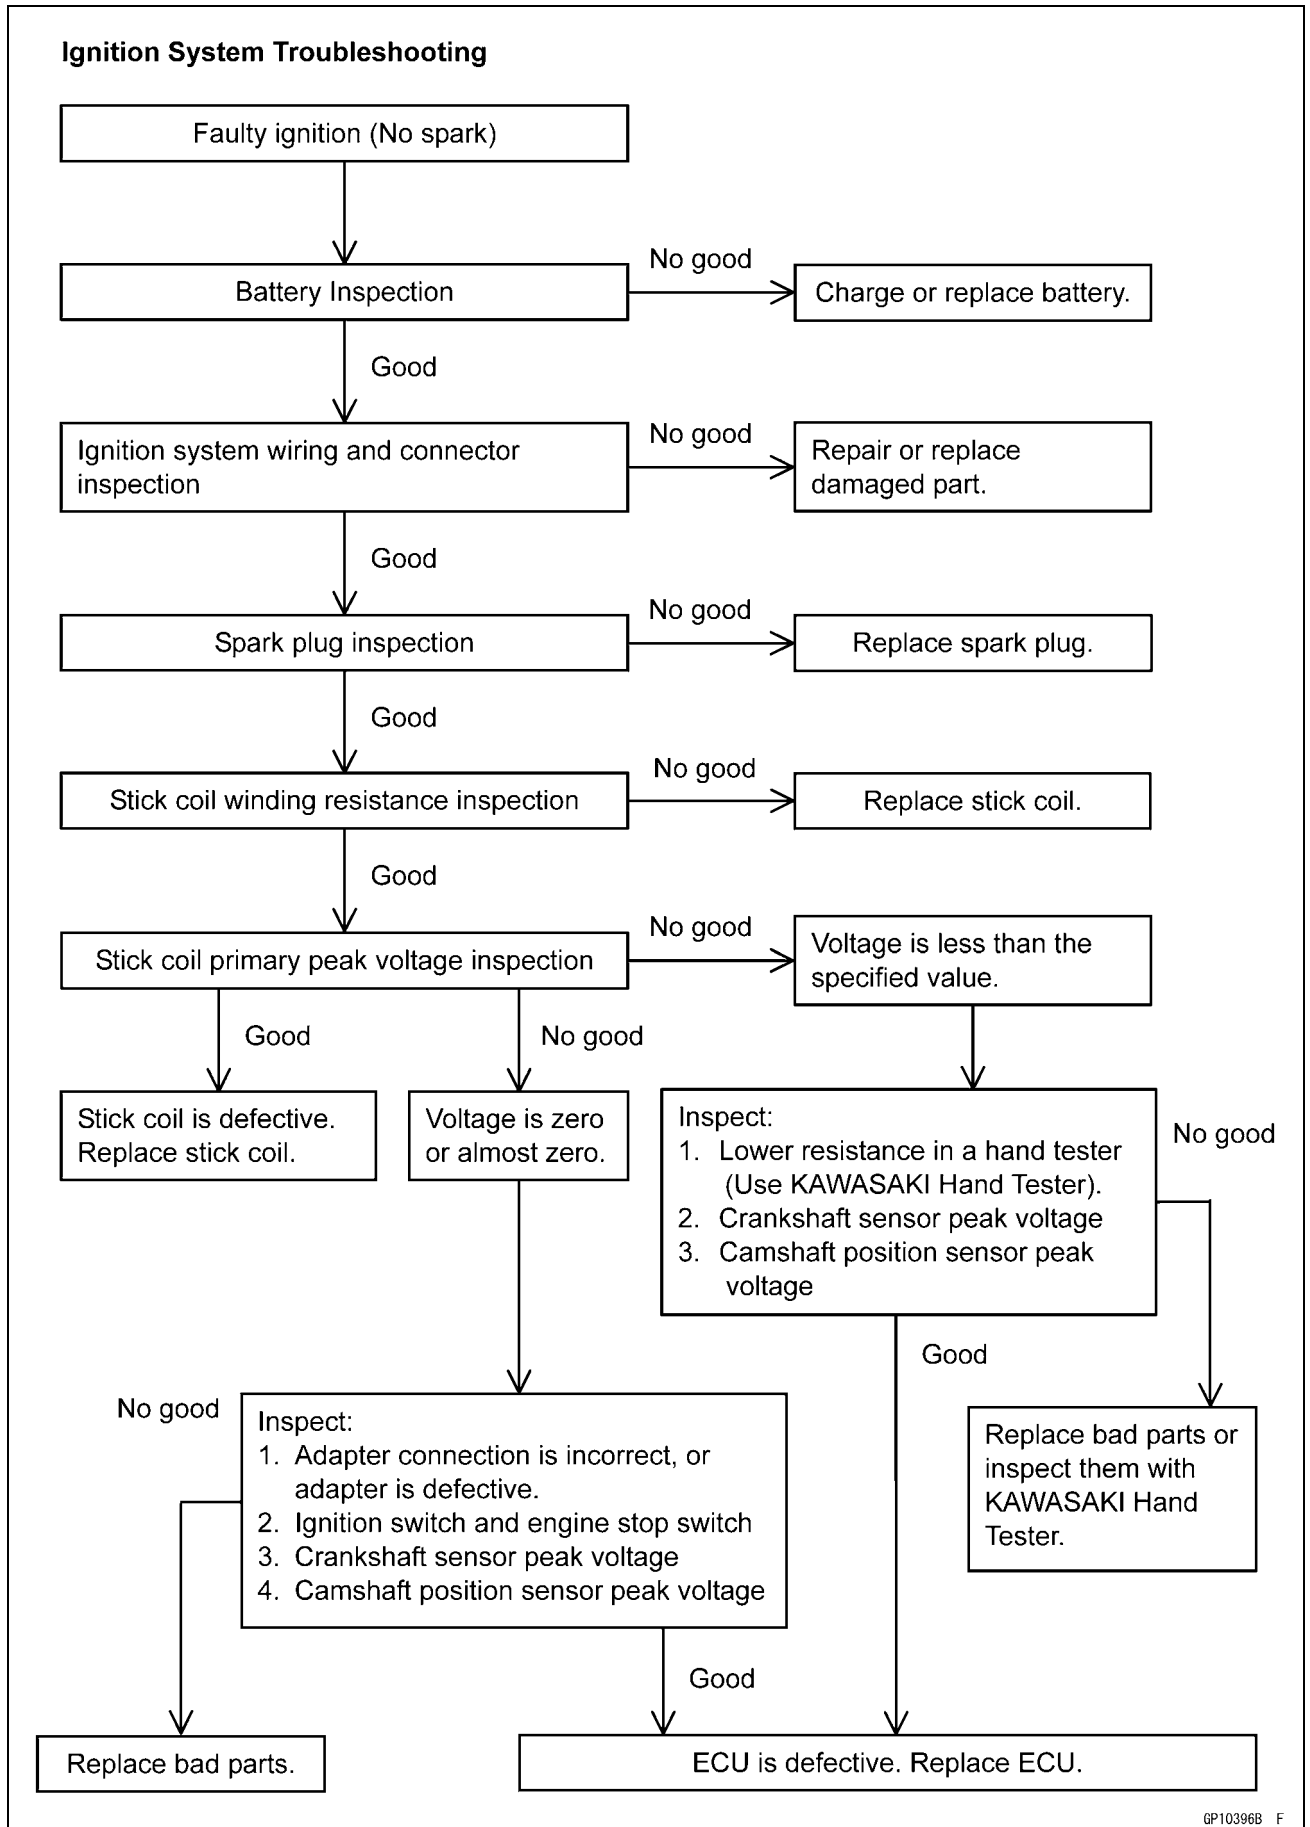 Ignition System Troubleshooting
Faulty ignition (No spark)
No good
Battery Inspection
Charge or replace battery.
Good
No good
Ignition system wiring and connector
inspection
Repair or replace
damaged part.
Good
No good
Spark plug inspection
Replace spark plug.
Good
No good
Stick coil winding resistance inspection
Replace stick coil.
Good
No good
Stick coil primary peak voltage inspection
Voltage is less than the
specified value.
Good
No good
Stick coil is defective.
Replace stick coil.
Voltage is zero
or almost zero.
Inspect:
1. Lower resistance in a hand tester
(Use KAWASAKI Hand Tester).
2. Crankshaft sensor peak voltage
3. Camshaft position sensor peak
voltage
No good
Good
No good
Inspect:
1. Adapter connection is incorrect, or
adapter is defective.
2. Ignition switch and engine stop switch
3. Crankshaft sensor peak voltage
4. Camshaft position sensor peak voltage
Replace bad parts or
inspect them with
KAWASAKI Hand
Tester.
Good
Replace bad parts.
ECU is defective. Replace ECU.
GP10396B F